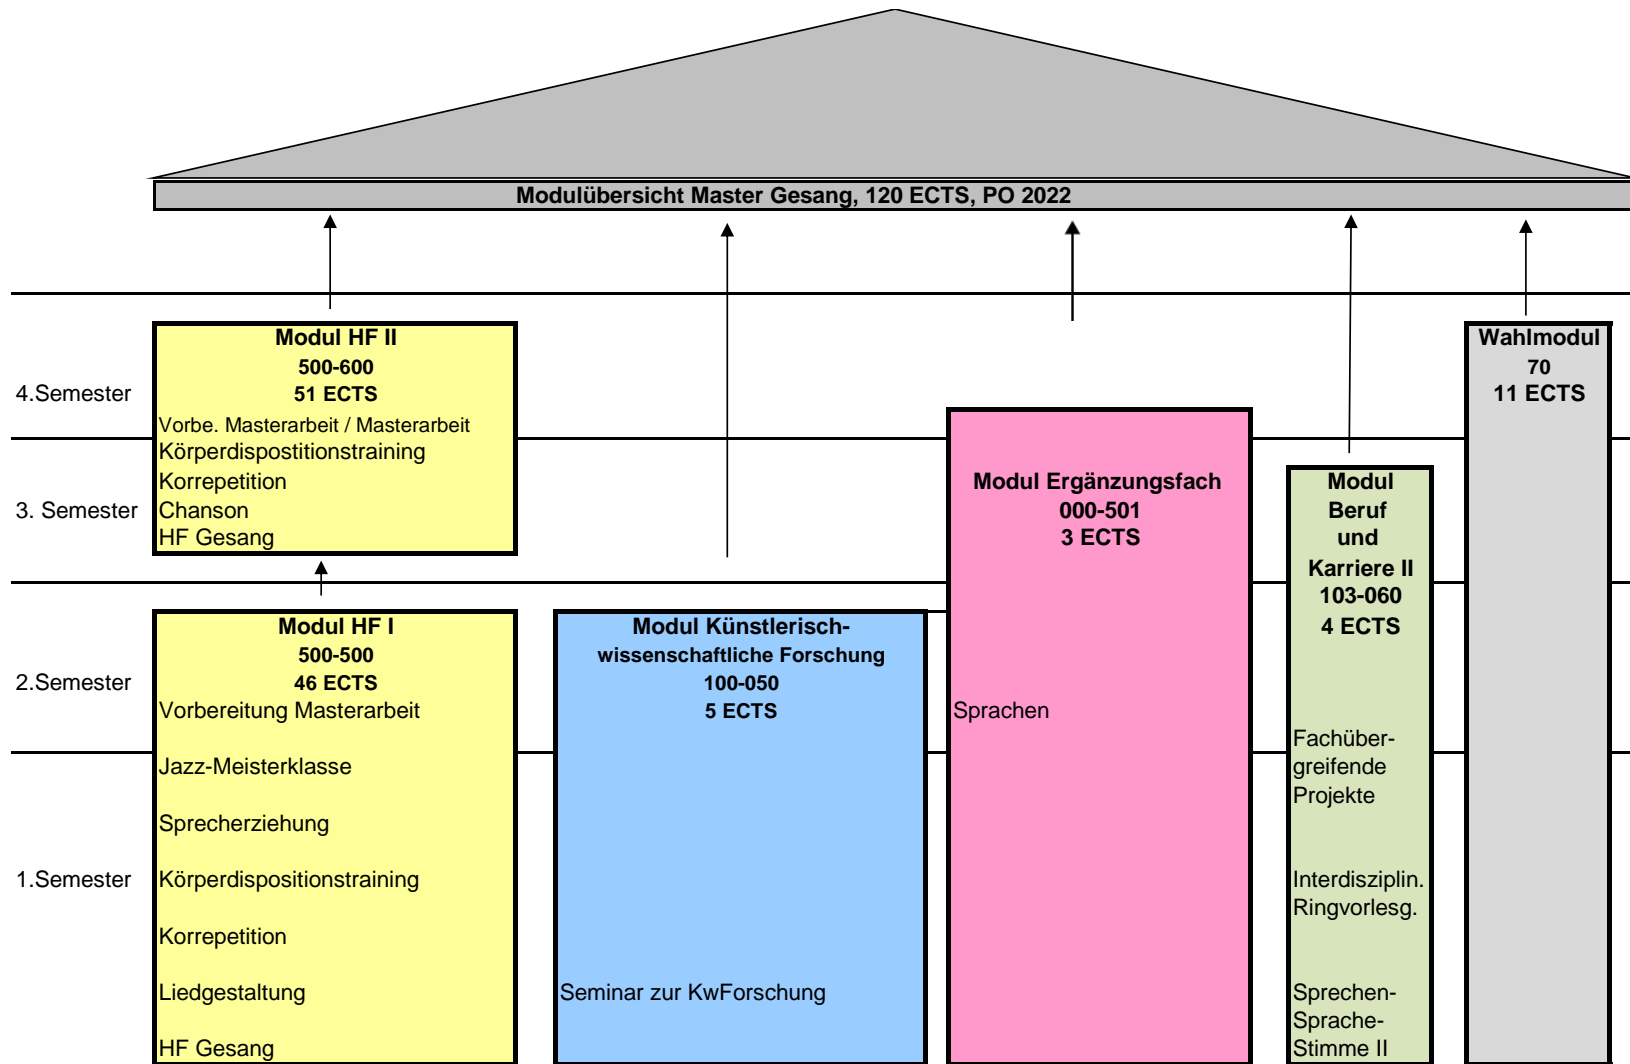 Modulübersicht Master Gesang, 120 ECTS, PO 2022
4.Semester
3. Semester
2.Semester
1.Semester
Modul HF II
500-600
51 ECTS
Vorbe. Masterarbeit / Masterarbeit
Körperdispostitionstraining
Korrepetition
Chanson
HF Gesang
Modul HF I
500-500
46 ECTS
Vorbereitung Masterarbeit
Jazz-Meisterklasse
Sprecherziehung
Körperdispositionstraining
Korrepetition
Liedgestaltung
HF Gesang
Modul Künstlerisch-
wissenschaftliche Forschung
100-050
5 ECTS
Seminar zur KwForschung
Modul Ergänzungsfach
000-501
3 ECTS
Sprachen
Modul
Beruf
und
Karriere II
103-060
4 ECTS
Fachüber-
greifende
Projekte
Interdisziplin.
Ringvorlesg.
Sprechen-
Sprache-
Stimme II
Wahlmodul
70
11 ECTS